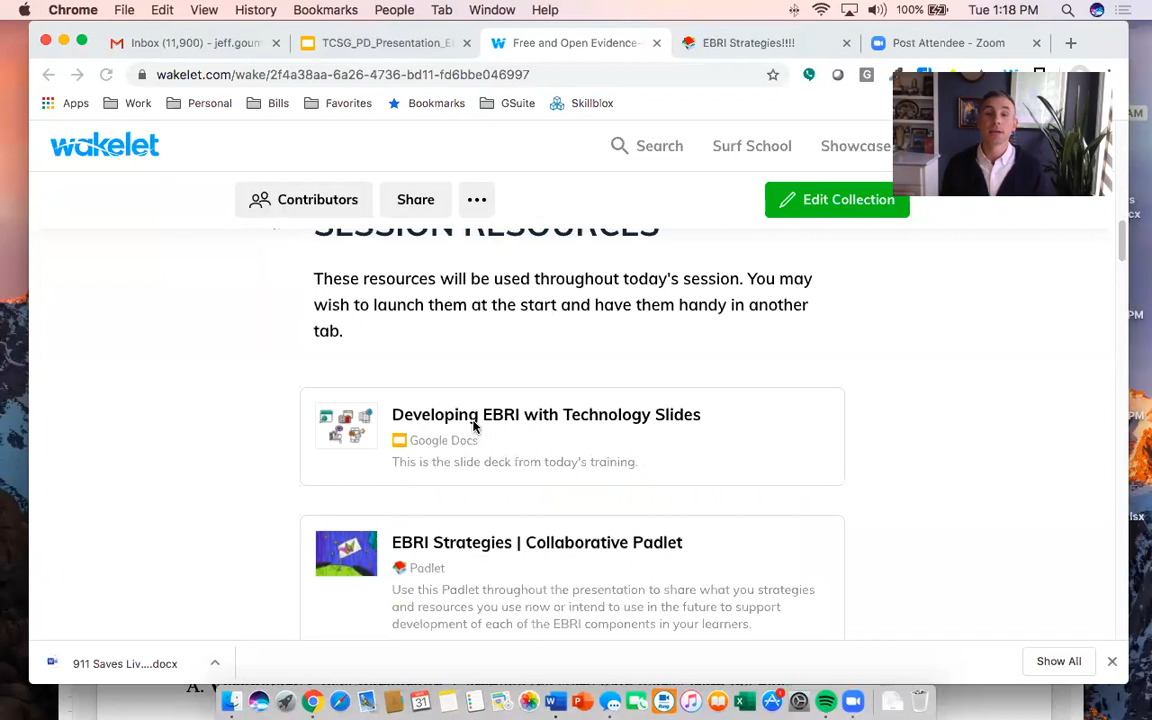 Chrome File Edit View History Bookmarks People Tab Window Help 100% Tue 1:18 PM
Inbox (11,900) - jeff.goum × TCSG_PD_Presentation_E × Free and Open Evidence- × EBRI Strategies!!!! × Post Attendee - Zoom × +
wakelet.com/wake/2f4a38aa-6a26-4736-bd11-fd6bbe046997
Apps Work Personal Bills Favorites Bookmarks GSuite Skillblox
wakelet Search Surf School Showcase
Contributors Share ••• Edit Collection
SESSION RESOURCES
These resources will be used throughout today's session. You may
wish to launch them at the start and have them handy in another
tab.
Developing EBRI with Technology Slides
Google Docs
This is the slide deck from today's training.
EBRI Strategies | Collaborative Padlet
Padlet
Use this Padlet throughout the presentation to share what you strategies
and resources you use now or intend to use in the future to support
development of each of the EBRI components in your learners.
911 Saves Liv....docx Show All